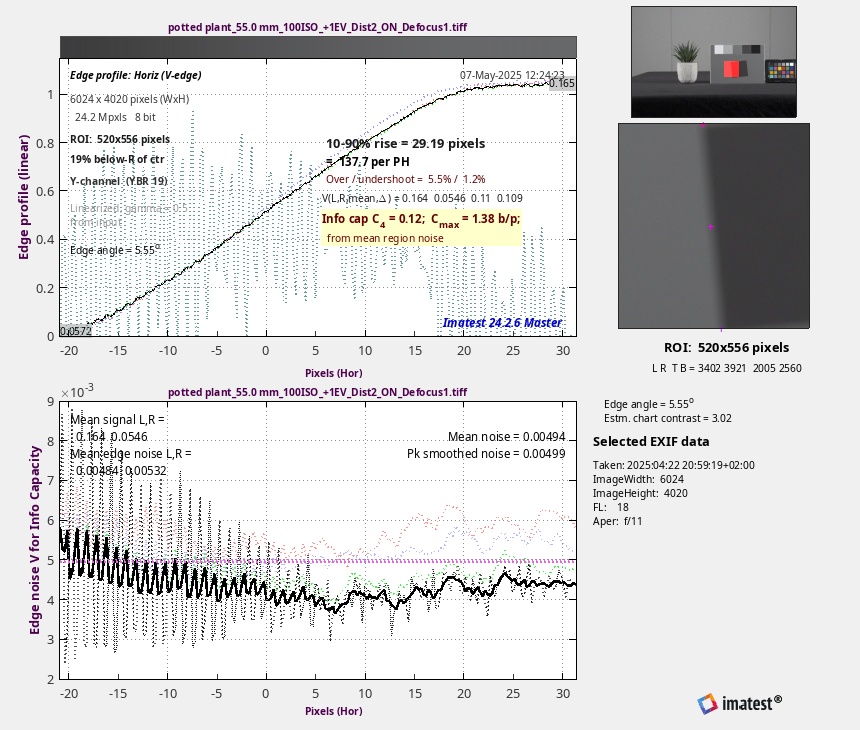 potted plant_55.0 mm_100ISO_+1EV_Dist2_ON_Defocus1.tiff
Edge profile: Horiz (V-edge)
07-May-2025 12:24:23
0.165
6024 x 4020 pixels (WxH)
24.2 Mpxls 8 bit
ROI: 520x556 pixels
19% below-R of ctr
Y-channel (YBR 19)
Linearized, gamma = 0.5
from input
Edge angle = 5.55°
10-90% rise = 29.19 pixels
= 137.7 per PH
Over / undershoot = 5.5% / 1.2%
V(L,R,mean,Δ) = 0.164 0.0546 0.11 0.109
Info cap C4 = 0.12; Cmax = 1.38 b/p;
from mean region noise
Imatest 24.2.6 Master
0.0572
Edge profile (linear)
1
0.8
0.6
0.4
0.2
0
-20 -15 -10 -5 0 5 10 15 20 25 30
Pixels (Hor)
×10-3
potted plant_55.0 mm_100ISO_+1EV_Dist2_ON_Defocus1.tiff
Mean signal L,R =
0.164 0.0546
Mean edge noise L,R =
0.00484 0.00532
Mean noise = 0.00494
Pk smoothed noise = 0.00499
Edge noise V for Info Capacity
9
8
7
6
5
4
3
2
-20 -15 -10 -5 0 5 10 15 20 25 30
Pixels (Hor)
ROI: 520x556 pixels
L R T B = 3402 3921 2005 2560
Edge angle = 5.55°
Estm. chart contrast = 3.02
Selected EXIF data
Taken: 2025:04:22 20:59:19+02:00
ImageWidth: 6024
ImageHeight: 4020
FL: 18
Aper: f/11
imatest®